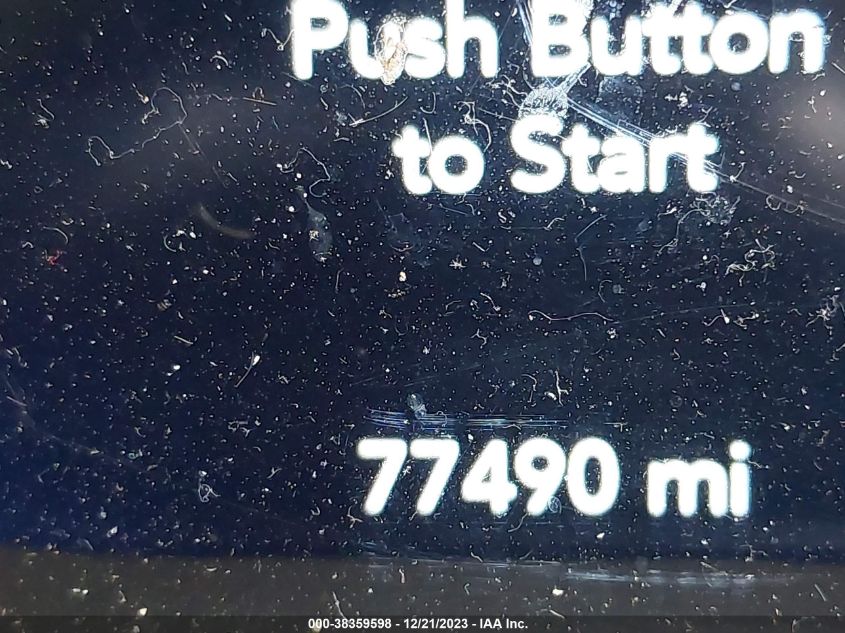 Push Button
to Start
77490 mi
000-38359598 - 12/21/2023 - IAA Inc.